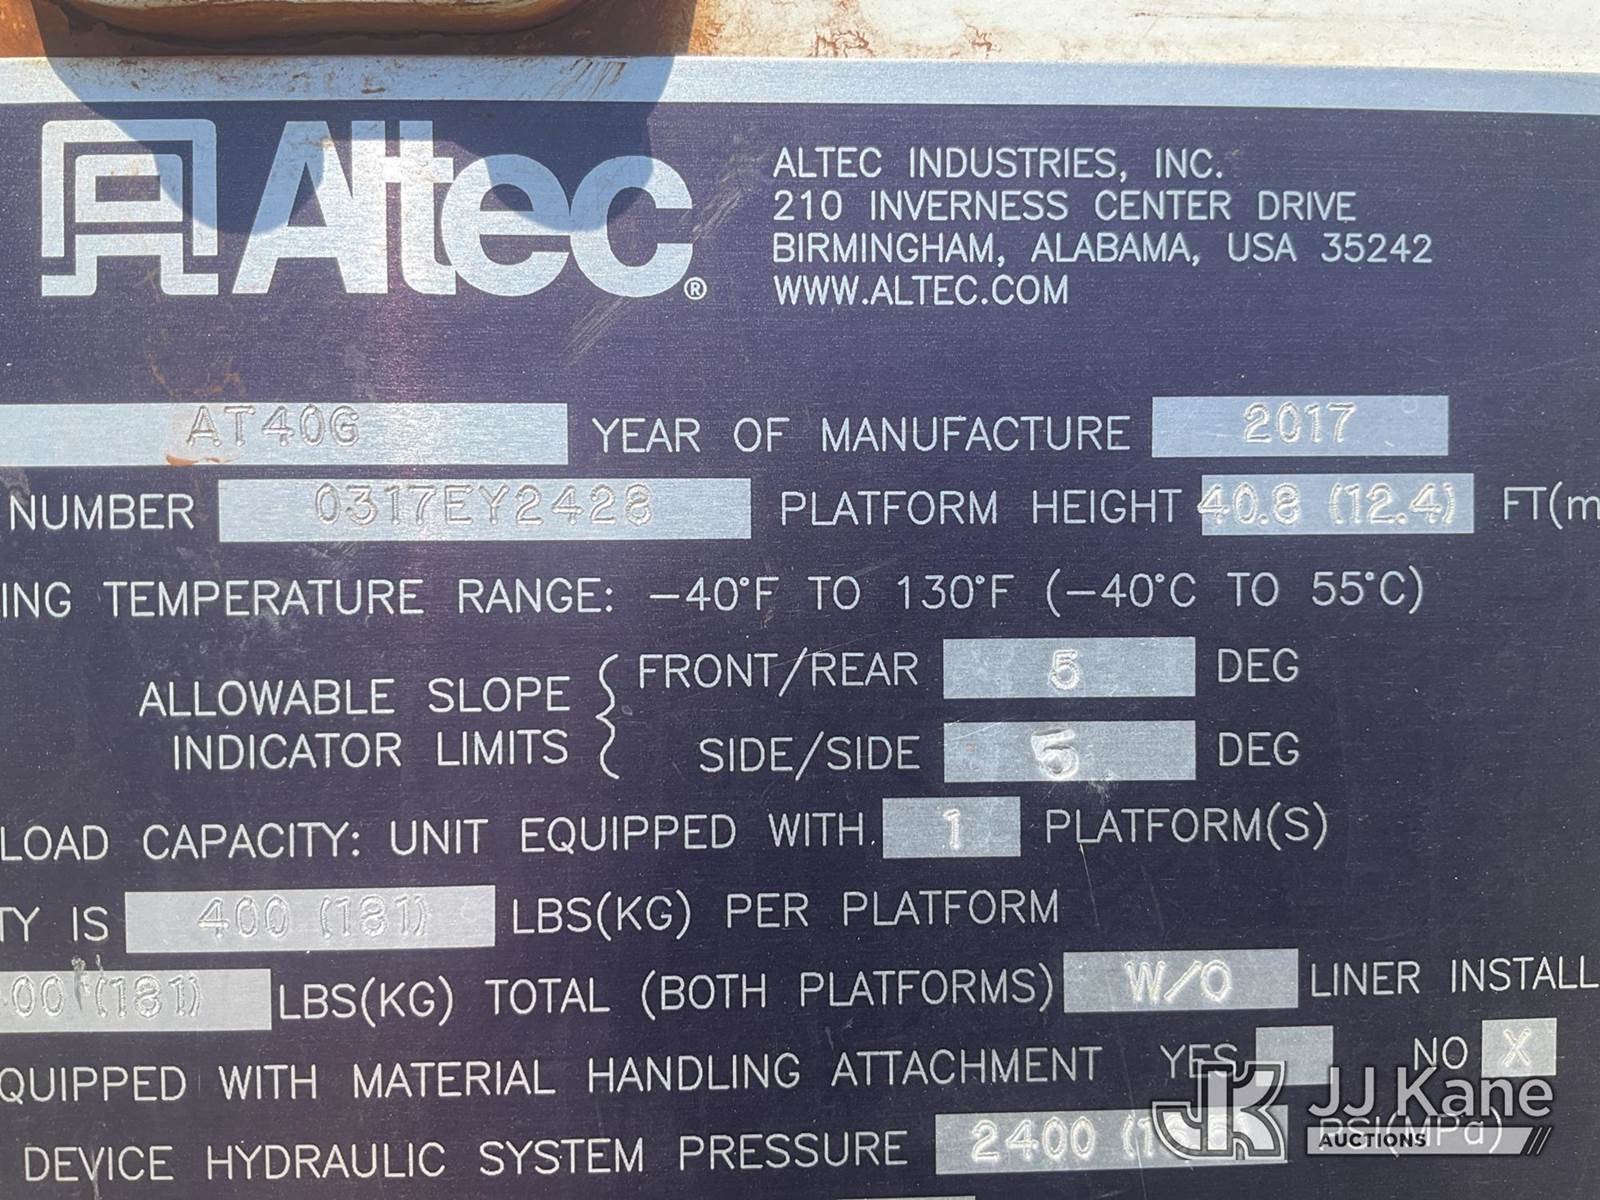 Altec®
ALTEC INDUSTRIES, INC.
210 INVERNESS CENTER DRIVE
BIRMINGHAM, ALABAMA, USA 35242
WWW.ALTEC.COM
AT40G YEAR OF MANUFACTURE 2017
NUMBER 0317EY2428 PLATFORM HEIGHT 40.8 (12.4) FT(m
ING TEMPERATURE RANGE: -40°F TO 130°F (-40°C TO 55°C)
ALLOWABLE SLOPE INDICATOR LIMITS
FRONT/REAR 5 DEG
SIDE/SIDE 5 DEG
LOAD CAPACITY: UNIT EQUIPPED WITH 1 PLATFORM(S)
TY IS 400 (181) LBS(KG) PER PLATFORM
00 (181) LBS(KG) TOTAL (BOTH PLATFORMS) W/O LINER INSTALL
QUIPPED WITH MATERIAL HANDLING ATTACHMENT YES NO X
DEVICE HYDRAULIC SYSTEM PRESSURE 2400 PSI(MPa)
JK JJ Kane
AUCTIONS